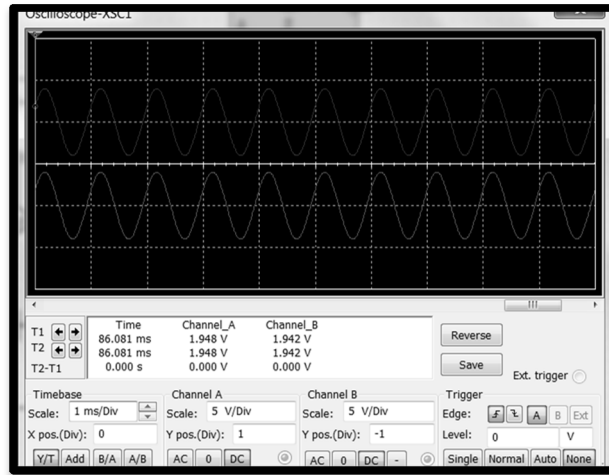 Oscilloscope-XSC1
Time Channel_A Channel_B
T1 86.081 ms 1.948 V 1.942 V
T2 86.081 ms 1.948 V 1.942 V
T2-T1 0.000 s 0.000 V 0.000 V
Reverse
Save
Ext. trigger
Timebase
Scale: 1 ms/Div
X pos.(Div): 0
Y/T Add B/A A/B
Channel A
Scale: 5 V/Div
Y pos.(Div): 1
AC 0 DC
Channel B
Scale: 5 V/Div
Y pos.(Div): -1
AC 0 DC -
Trigger
Edge: A B Ext
Level: 0 V
Single Normal Auto None